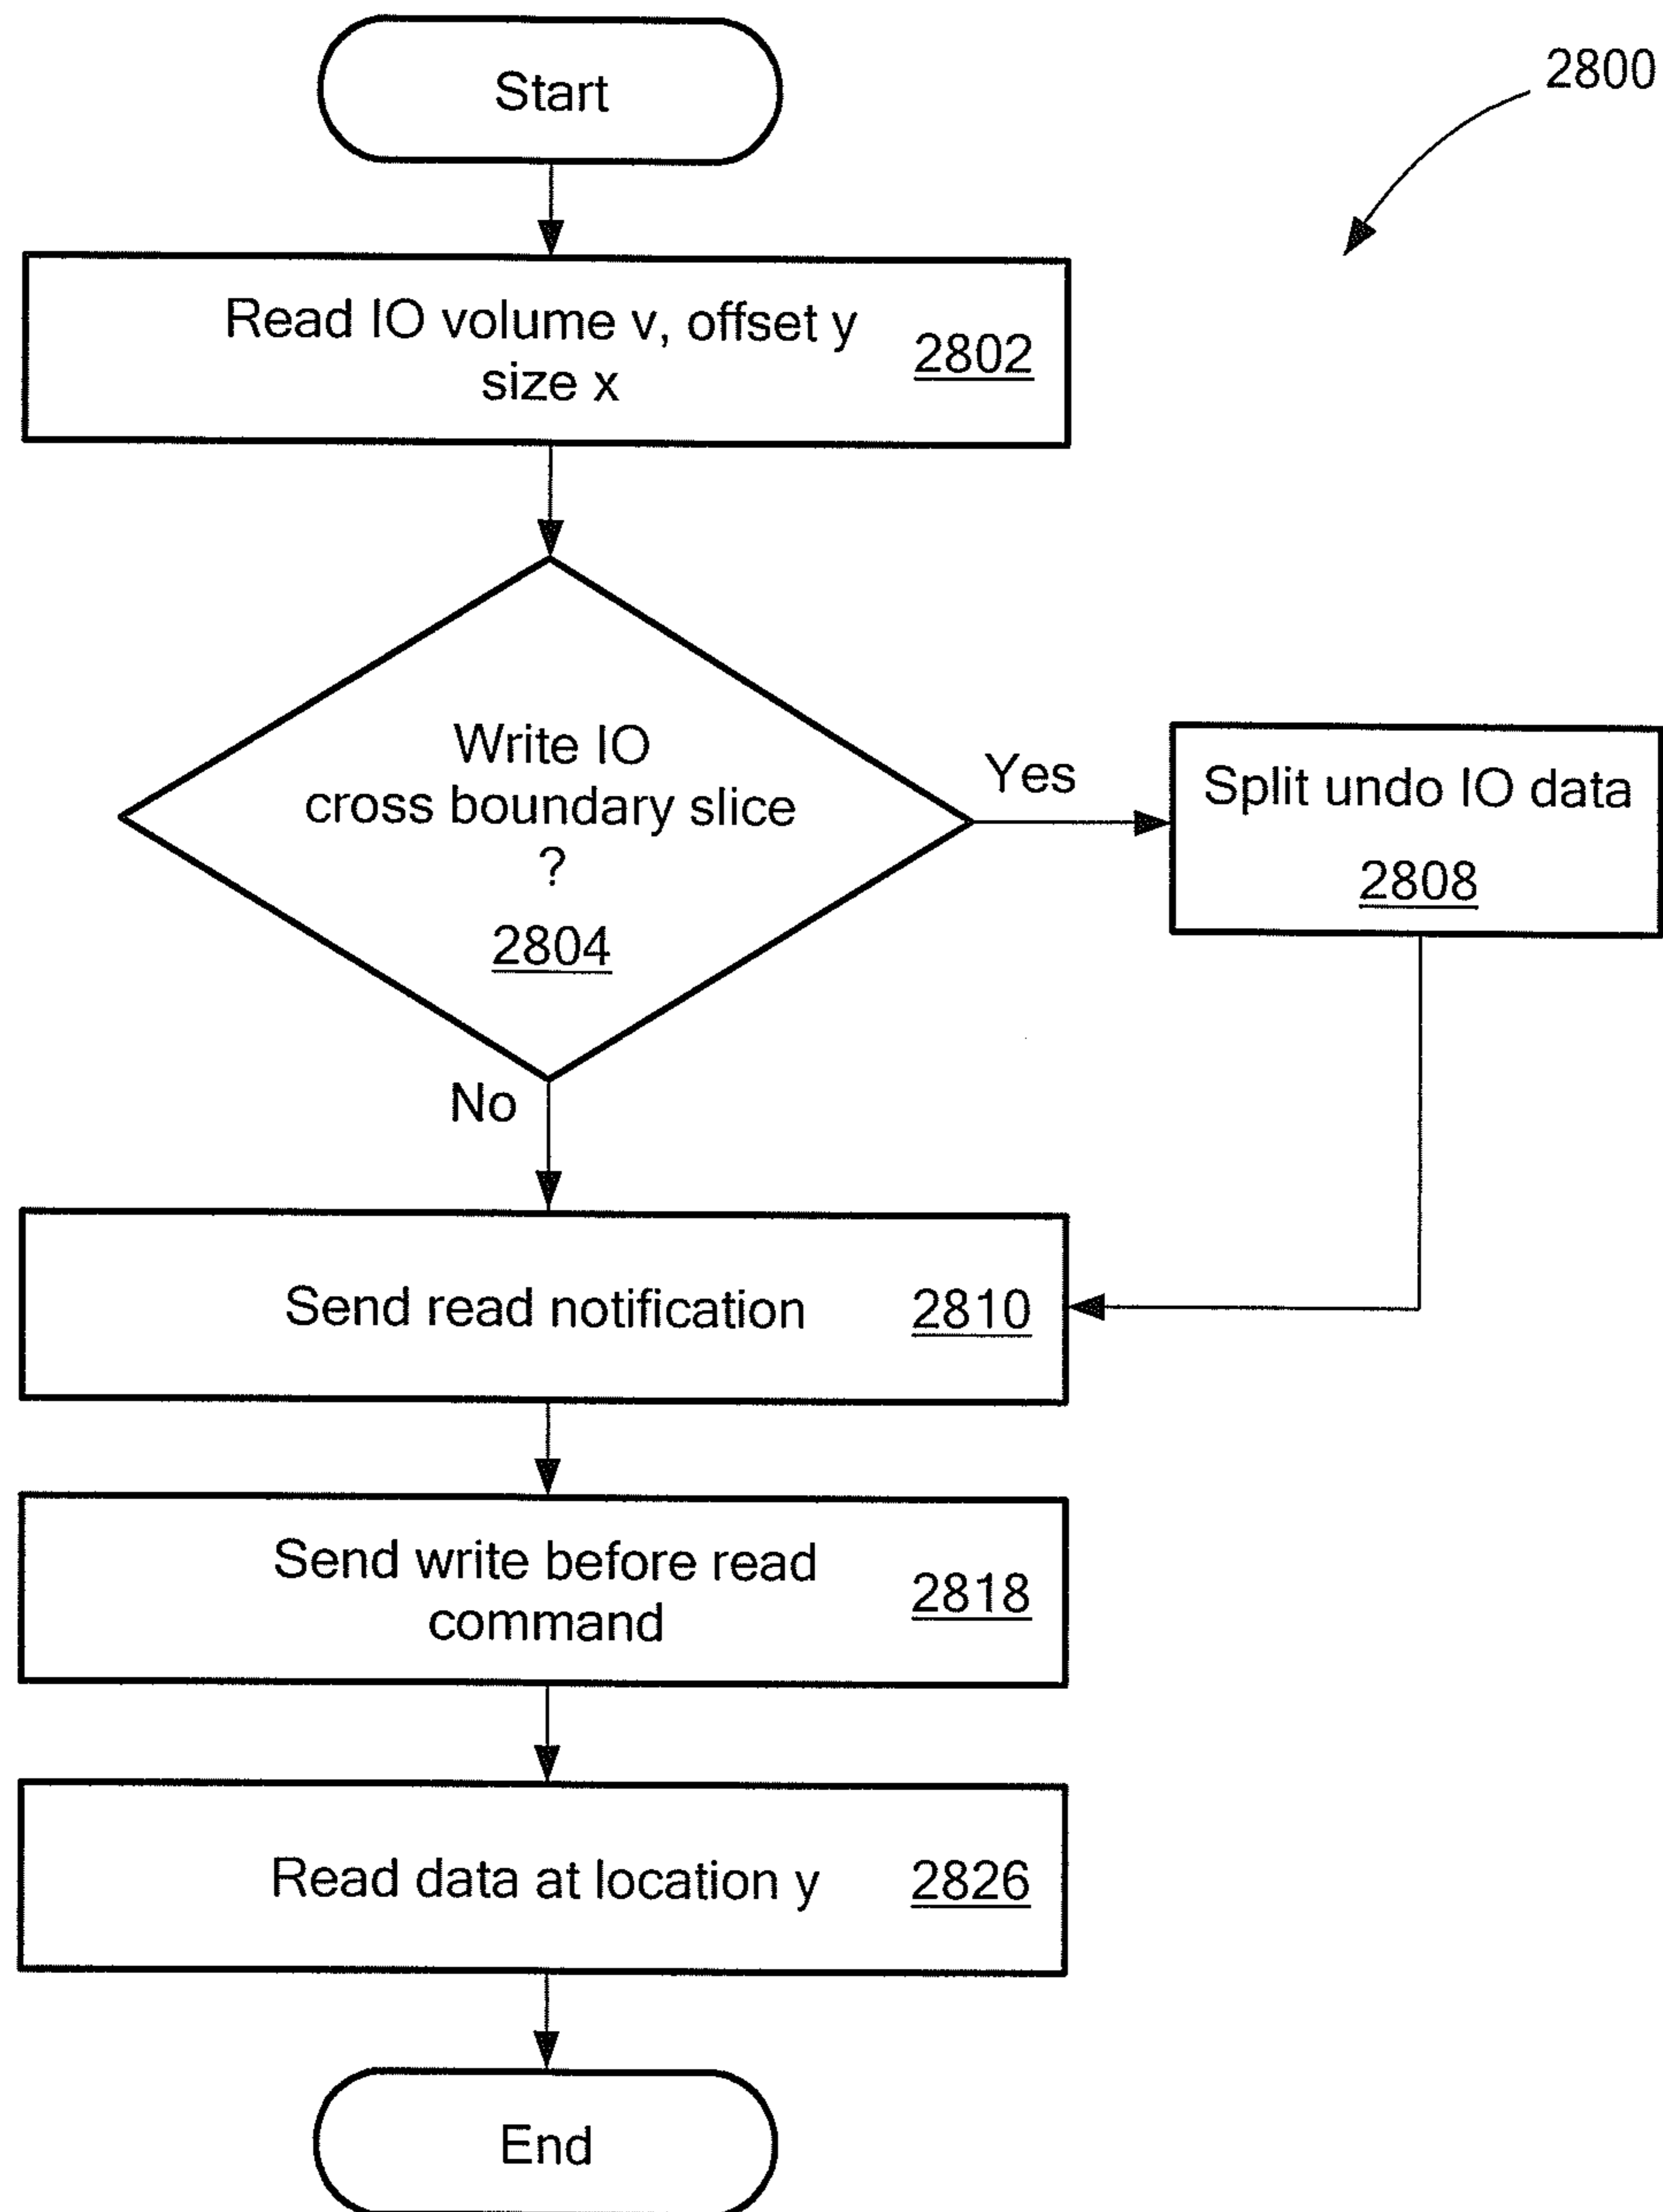 Start
2800
Read IO volume v, offset y
size x
2802
Write IO
cross boundary slice
?
2804
Yes
Split undo IO data
2808
No
Send read notification
2810
Send write before read
command
2818
Read data at location y
2826
End